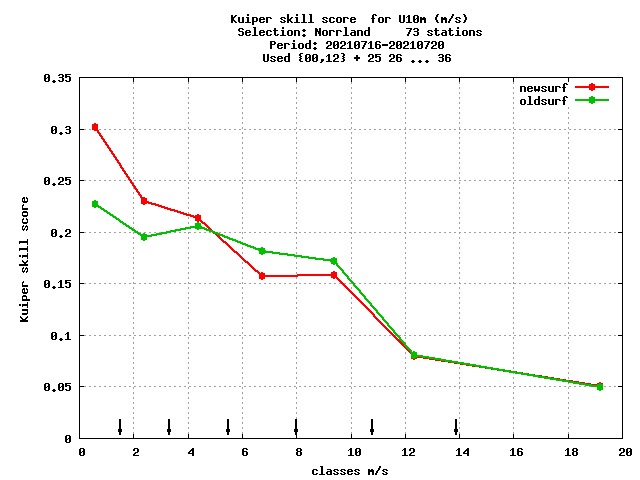 Kuiper skill score  for U10m (m/s)
Selection: Norrland     73 stations
Period: 20210716-20210720
Used {00,12} + 25 26 ... 36
newsurf
oldsurf
0.35
0.3
0.25
0.2
0.15
0.1
0.05
0
Kuiper skill score
0 2 4 6 8 10 12 14 16 18 20
classes m/s